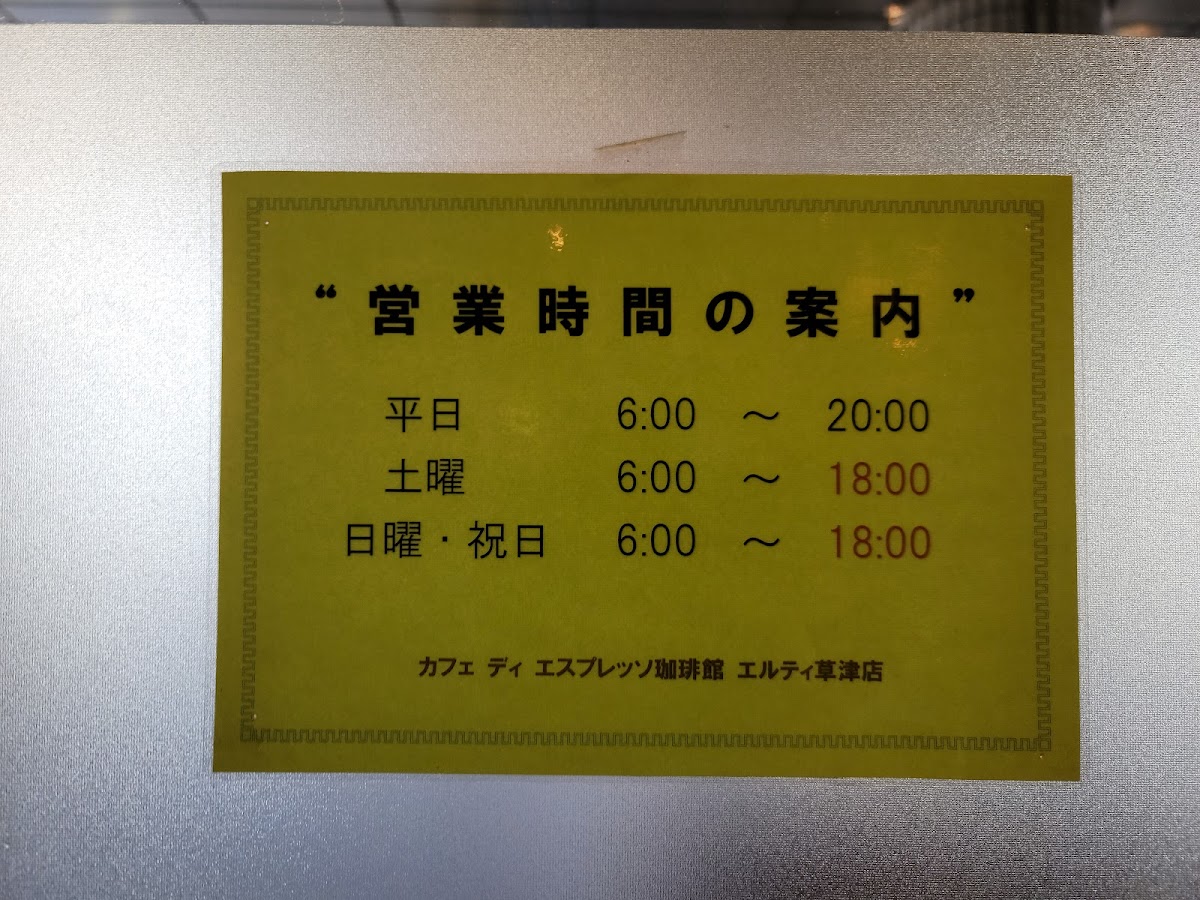 “営業時間の案内”
平日 6:00 ～ 20:00
土曜 6:00 ～ 18:00
日曜・祝日 6:00 ～ 18:00
カフェ ディ エスプレッソ珈琲館 エルティ草津店